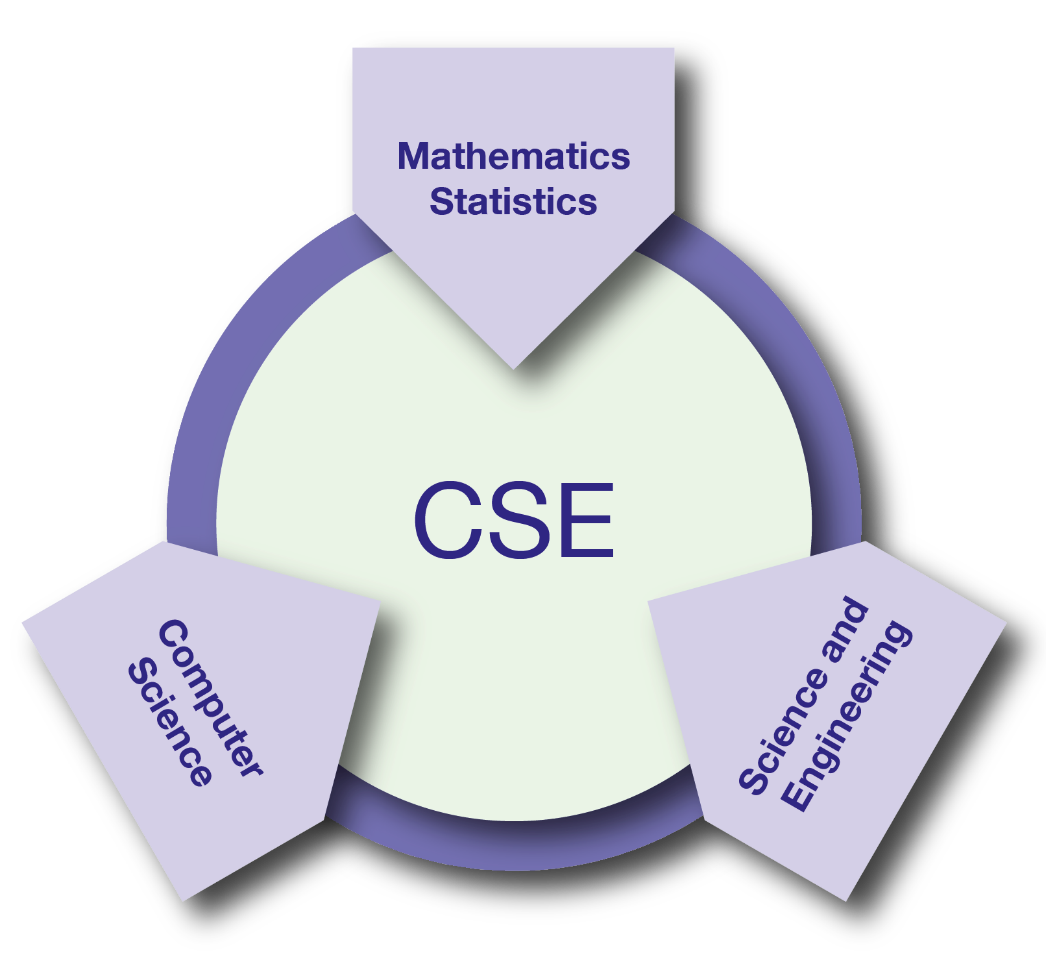 Mathematics
Statistics
CSE
Computer
Science
Science and
Engineering